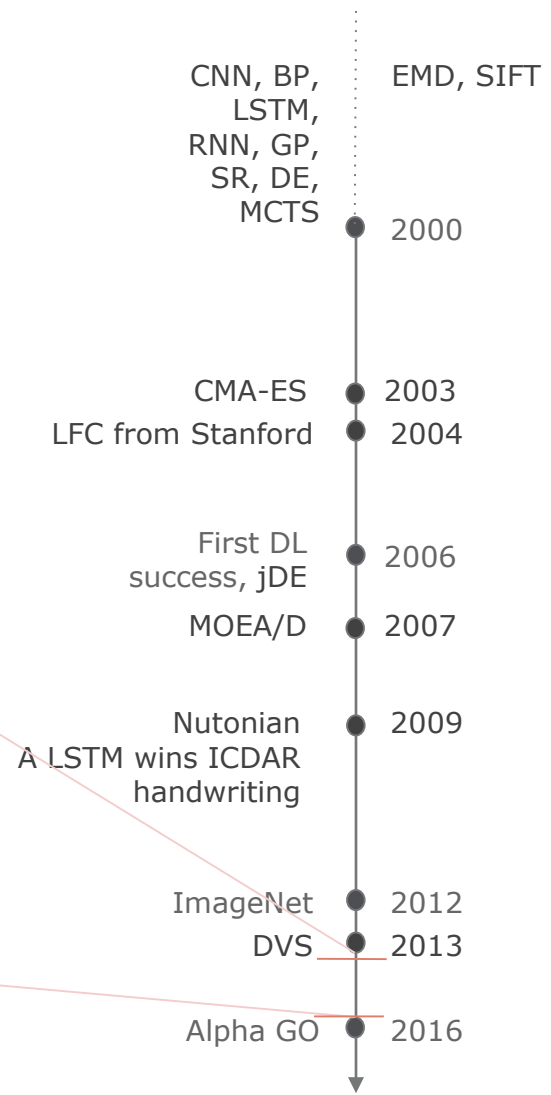 CNN, BP,
LSTM,
RNN, GP,
SR, DE,
MCTS
EMD, SIFT
2000
CMA-ES
2003
LFC from Stanford
2004
First DL
success, jDE
2006
MOEA/D
2007
Nutonian
2009
A LSTM wins ICDAR
handwriting
ImageNet
2012
DVS
2013
Alpha GO
2016